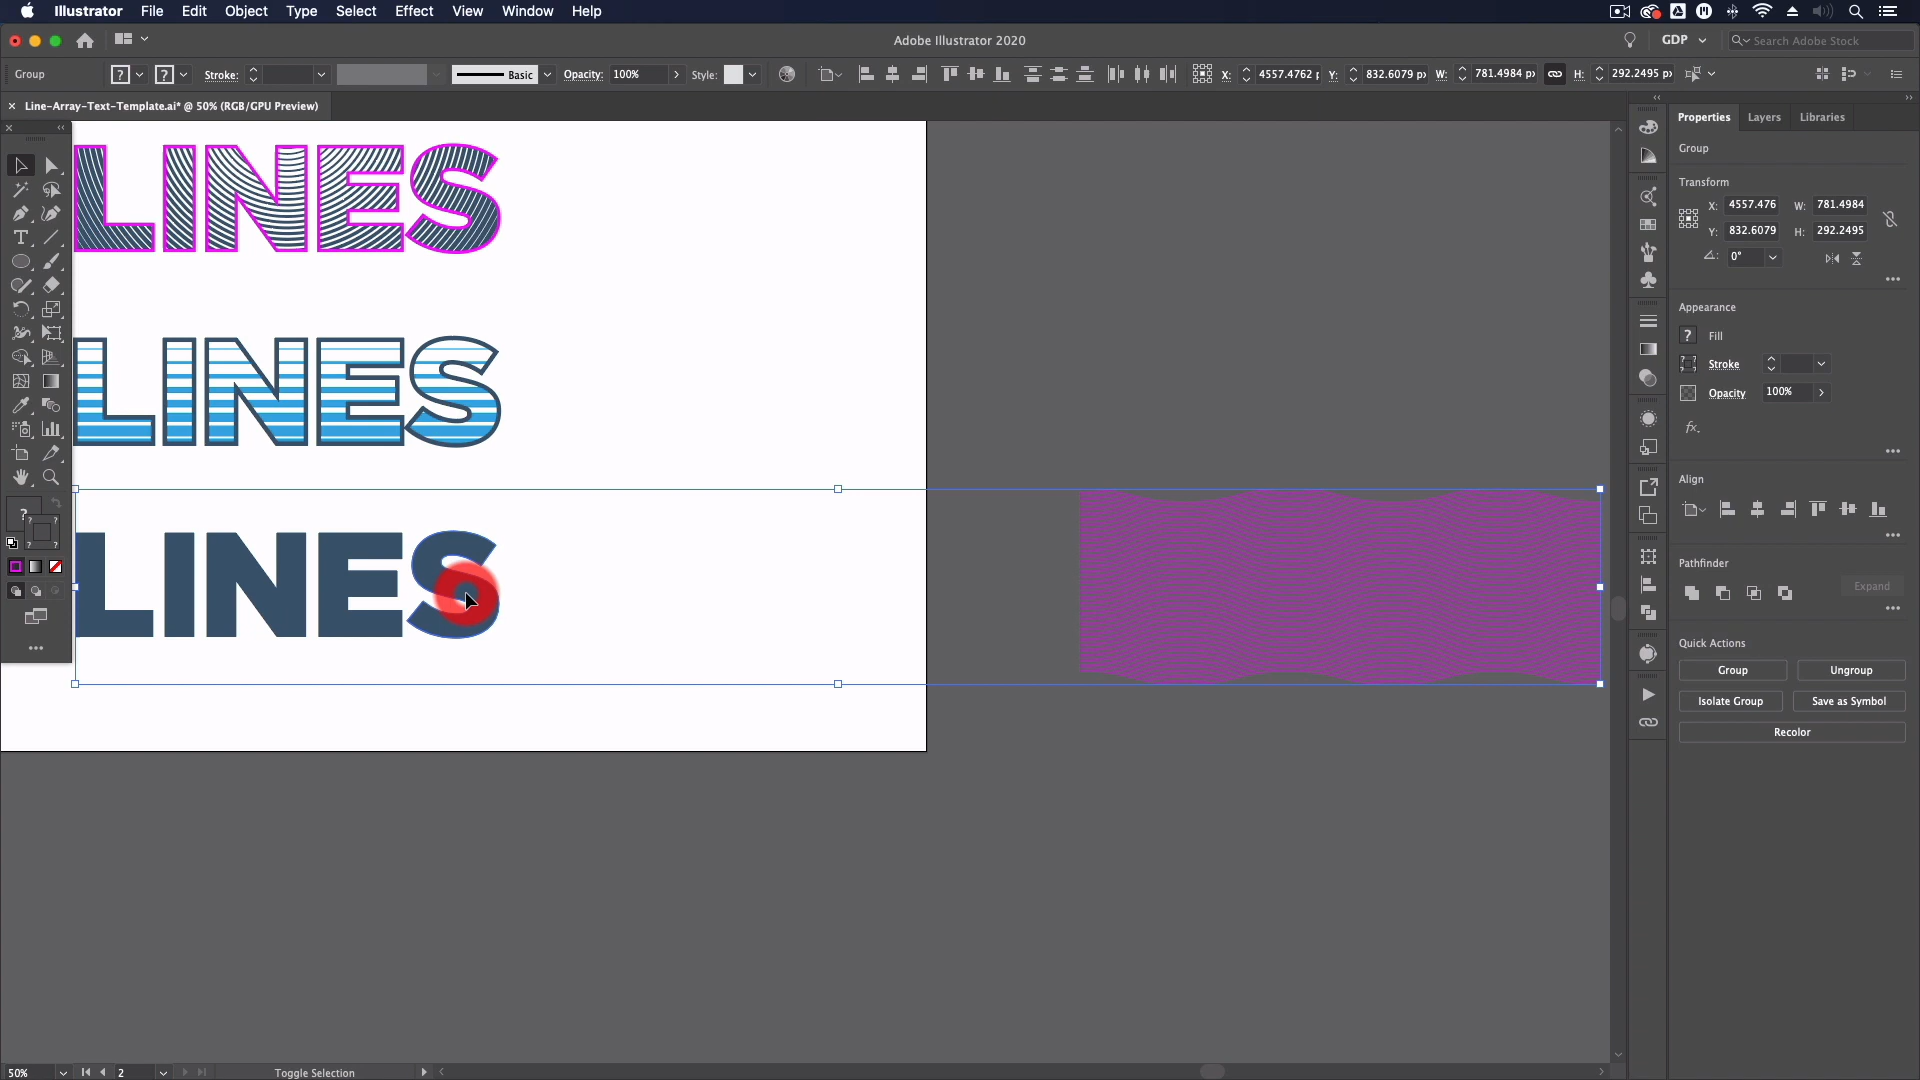 Illustrator File Edit Object Type Select Effect View Window Help
Adobe Illustrator 2020
GDP
Search Adobe Stock
Group
? ? Stroke: Basic Opacity: 100% Style: X: 4557.4762 Y: 832.6079 px W: 781.4984 px H: 292.2495 px
× Line-Array-Text-Template.ai* @ 50% (RGB/GPU Preview)
Properties Layers Libraries
Group
Transform
X: 4557.476 W: 781.4984
Y: 832.6079 H: 292.2495
0°
Appearance
? Fill
Stroke
Opacity 100%
fx.
Align
Pathfinder
Expand
Quick Actions
Group Ungroup
Isolate Group Save as Symbol
Recolor
LINES
LINES
LINES
?
50% 2 Toggle Selection